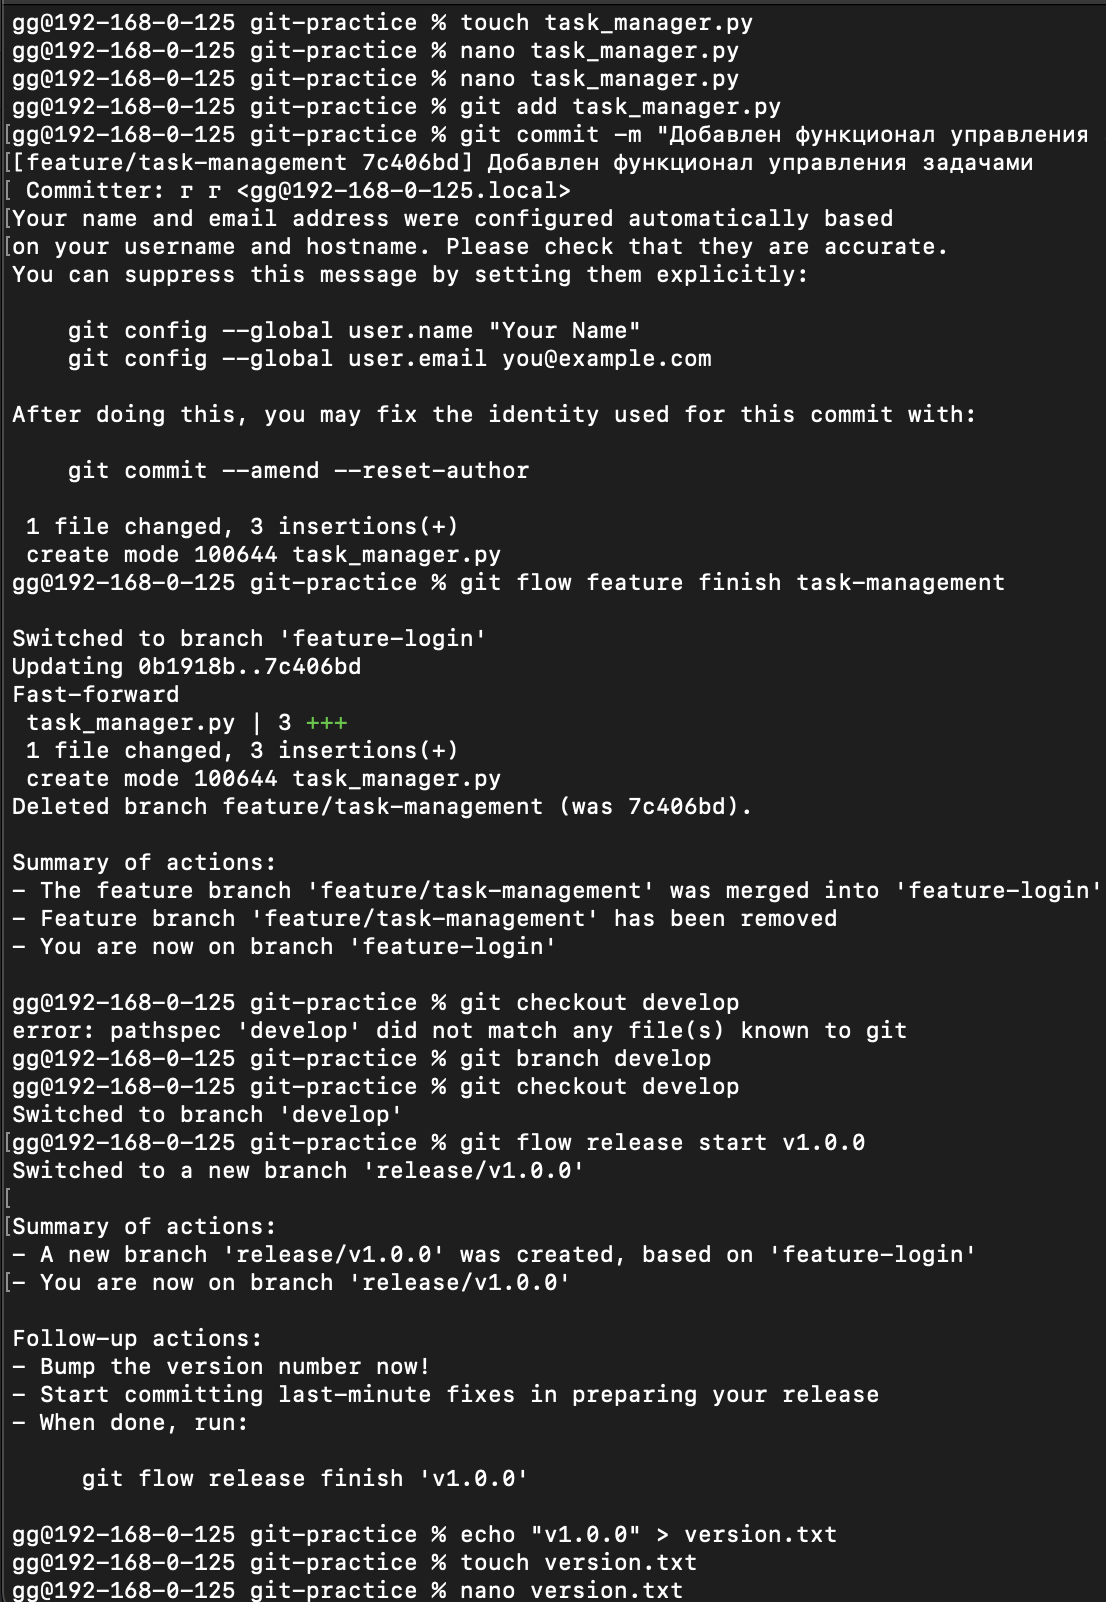 gg@192-168-0-125 git-practice % touch task_manager.py
gg@192-168-0-125 git-practice % nano task_manager.py
gg@192-168-0-125 git-practice % nano task_manager.py
gg@192-168-0-125 git-practice % git add task_manager.py
[gg@192-168-0-125 git-practice % git commit -m "Добавлен функционал управления
[[feature/task-management 7c406bd] Добавлен функционал управления задачами
[ Committer: r r <gg@192-168-0-125.local>
[Your name and email address were configured automatically based
[on your username and hostname. Please check that they are accurate.
You can suppress this message by setting them explicitly:
    git config --global user.name "Your Name"
    git config --global user.email you@example.com
After doing this, you may fix the identity used for this commit with:
    git commit --amend --reset-author
 1 file changed, 3 insertions(+)
 create mode 100644 task_manager.py
gg@192-168-0-125 git-practice % git flow feature finish task-management
Switched to branch 'feature-login'
Updating 0b1918b..7c406bd
Fast-forward
 task_manager.py | 3 +++
 1 file changed, 3 insertions(+)
 create mode 100644 task_manager.py
Deleted branch feature/task-management (was 7c406bd).
Summary of actions:
- The feature branch 'feature/task-management' was merged into 'feature-login'
- Feature branch 'feature/task-management' has been removed
- You are now on branch 'feature-login'
gg@192-168-0-125 git-practice % git checkout develop
error: pathspec 'develop' did not match any file(s) known to git
gg@192-168-0-125 git-practice % git branch develop
gg@192-168-0-125 git-practice % git checkout develop
Switched to branch 'develop'
[gg@192-168-0-125 git-practice % git flow release start v1.0.0
Switched to a new branch 'release/v1.0.0'
[
[Summary of actions:
- A new branch 'release/v1.0.0' was created, based on 'feature-login'
[- You are now on branch 'release/v1.0.0'
Follow-up actions:
- Bump the version number now!
- Start committing last-minute fixes in preparing your release
- When done, run:
     git flow release finish 'v1.0.0'
gg@192-168-0-125 git-practice % echo "v1.0.0" > version.txt
gg@192-168-0-125 git-practice % touch version.txt
gg@192-168-0-125 git-practice % nano version.txt